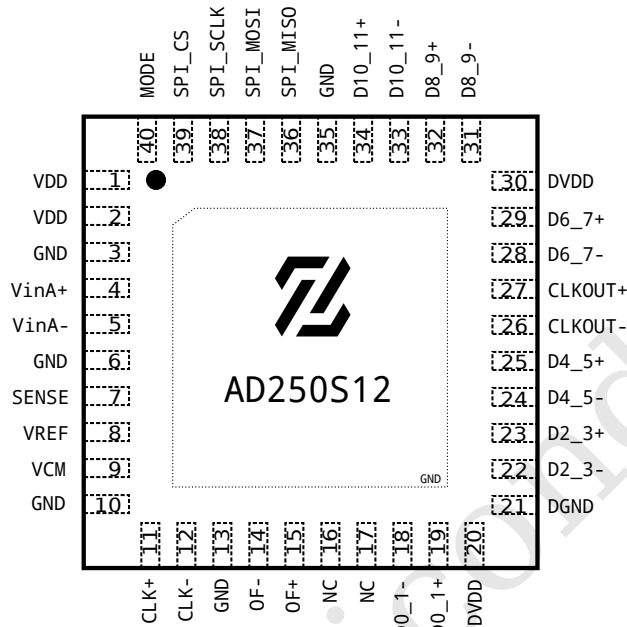 MODE
SPI_CS
SPI_SCLK
SPI_MOSI
SPI_MISO
GND
D10_11+
D10_11-
D8_9+
D8_9-
40
39
38
37
36
35
34
33
32
31
VDD 1
VDD 2
GND 3
VinA+ 4
VinA- 5
GND 6
SENSE 7
VREF 8
VCM 9
GND 10
AD250S12
GND
30 DVDD
29 D6_7+
28 D6_7-
27 CLKOUT+
26 CLKOUT-
25 D4_5+
24 D4_5-
23 D2_3+
22 D2_3-
21 DGND
11
12
13
14
15
16
17
18
19
20
CLK+
CLK-
GND
OF-
OF+
NC
NC
D0_1-
D0_1+
DVDD